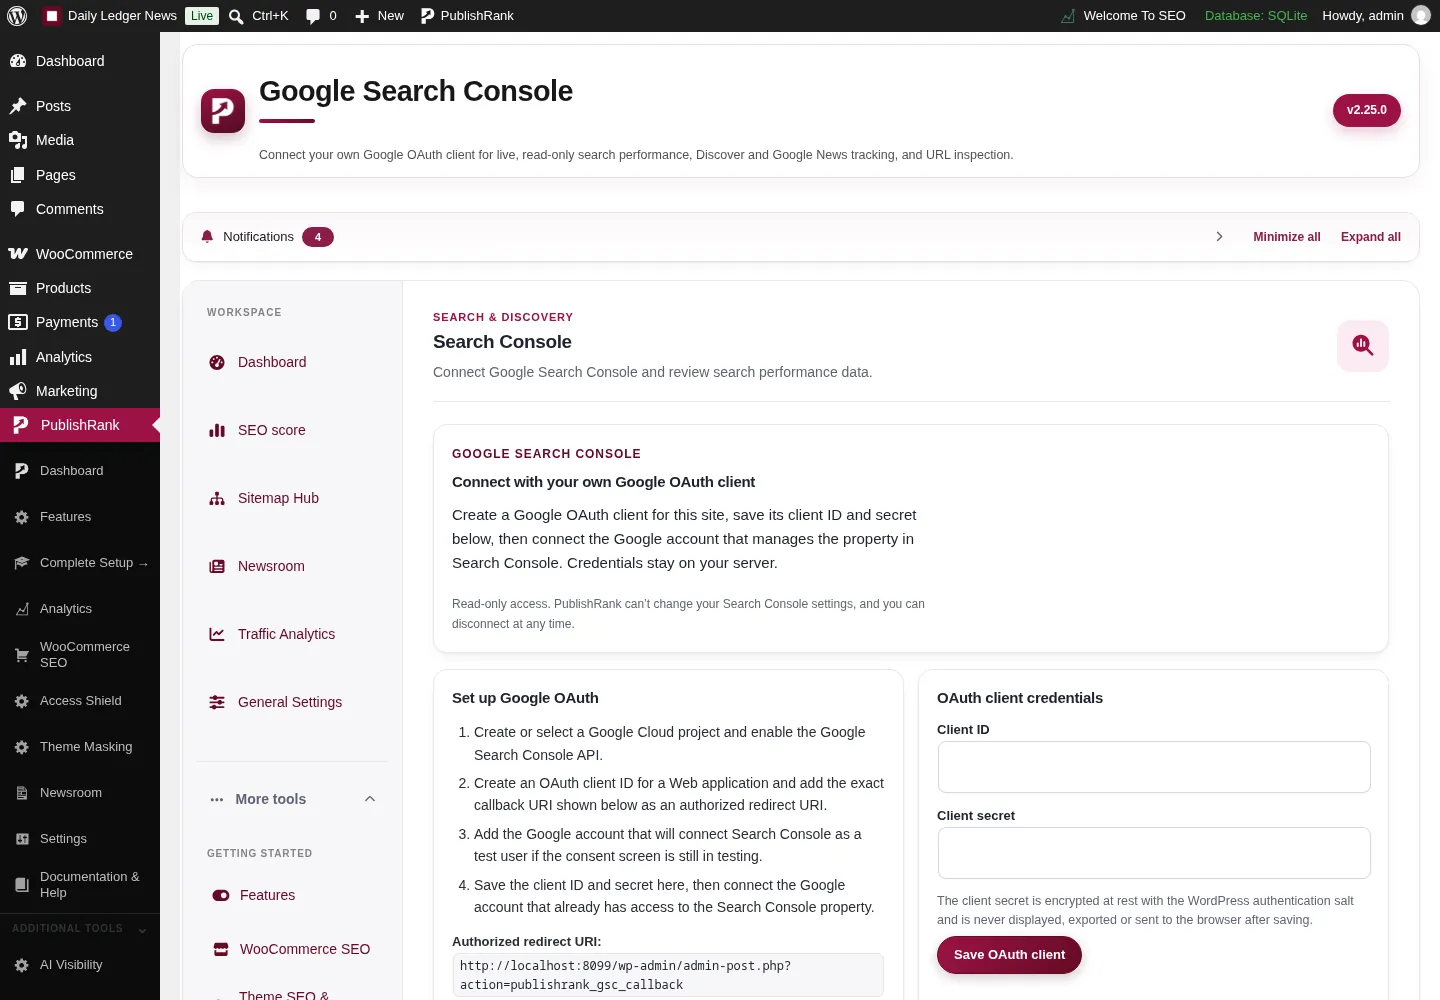 Daily Ledger News Live Ctrl+K 0 New PublishRank Welcome To SEO Database: SQLite Howdy, admin
Dashboard
Posts
Media
Pages
Comments
WooCommerce
Products
Payments 1
Analytics
Marketing
PublishRank
Dashboard
Features
Complete Setup →
Analytics
WooCommerce
SEO
Access Shield
Theme Masking
Newsroom
Settings
Documentation &
Help
ADDITIONAL TOOLS
AI Visibility
Google Search Console
v2.25.0
Connect your own Google OAuth client for live, read-only search performance, Discover and Google News tracking, and URL inspection.
Notifications 4 Minimize all Expand all
WORKSPACE
Dashboard
SEO score
Sitemap Hub
Newsroom
Traffic Analytics
General Settings
More tools
GETTING STARTED
Features
WooCommerce SEO
Theme SEO &
SEARCH & DISCOVERY
Search Console
Connect Google Search Console and review search performance data.
GOOGLE SEARCH CONSOLE
Connect with your own Google OAuth client
Create a Google OAuth client for this site, save its client ID and secret
below, then connect the Google account that manages the property in
Search Console. Credentials stay on your server.
Read-only access. PublishRank can't change your Search Console settings, and you can
disconnect at any time.
Set up Google OAuth
1. Create or select a Google Cloud project and enable the Google
Search Console API.
2. Create an OAuth client ID for a Web application and add the exact
callback URI shown below as an authorized redirect URI.
3. Add the Google account that will connect Search Console as a
test user if the consent screen is still in testing.
4. Save the client ID and secret here, then connect the Google
account that already has access to the Search Console property.
Authorized redirect URI:
http://localhost:8099/wp-admin/admin-post.php?
action=publishrank_gsc_callback
OAuth client credentials
Client ID
Client secret
The client secret is encrypted at rest with the WordPress authentication salt
and is never displayed, exported or sent to the browser after saving.
Save OAuth client